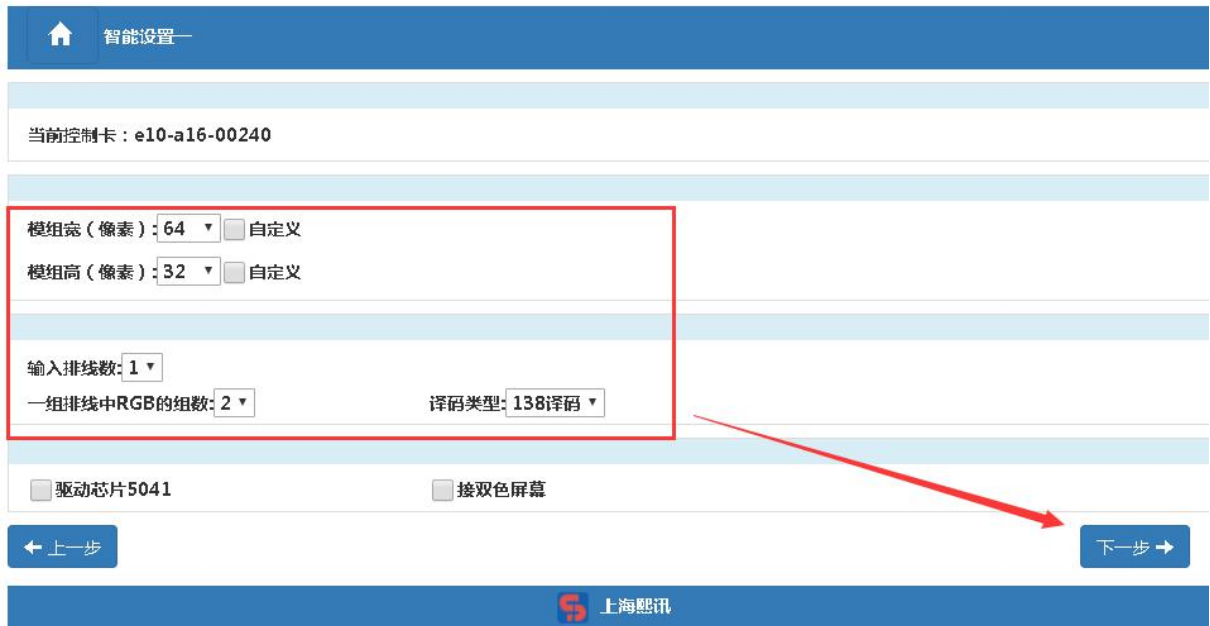 智能设置一
当前控制卡：e10-a16-00240
模组宽（像素）: 64 自定义
模组高（像素）: 32 自定义
输入排线数: 1
一组排线中RGB的组数: 2 译码类型: 138译码
驱动芯片5041 接双色屏幕
上一步 下一步
上海熙讯